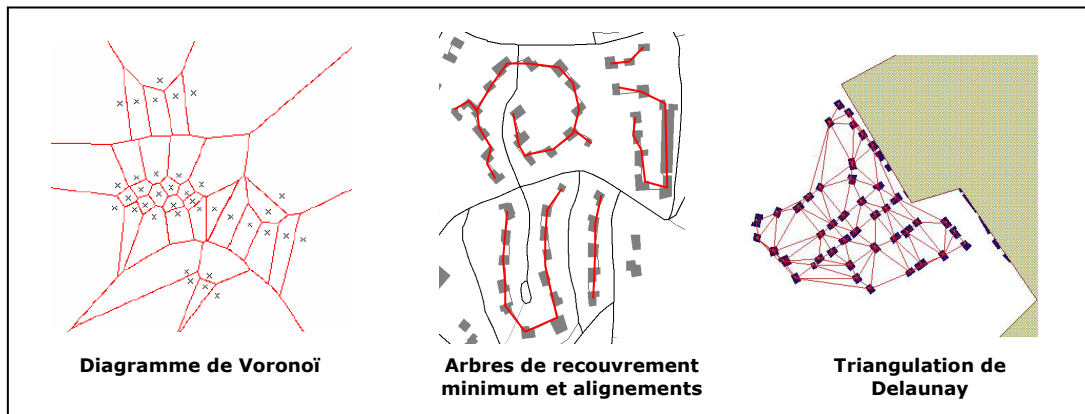 Diagramme de Voronoï
Arbres de recouvrement
minimum et alignements
Triangulation de
Delaunay